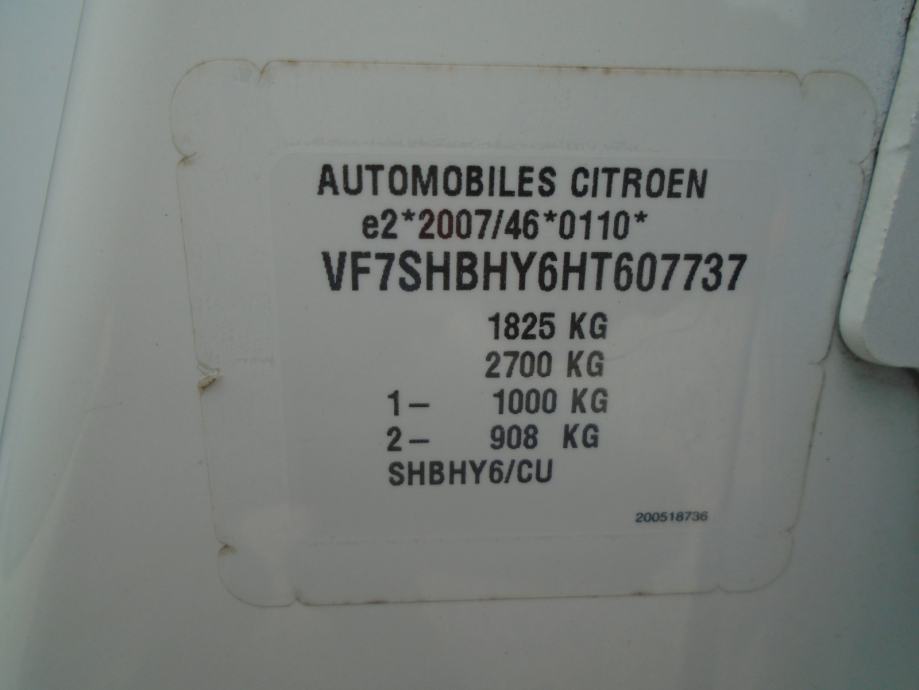 AUTOMOBILES CITROEN
e2*2007/46*0110*
VF7SHBHY6HT607737
1825 KG
2700 KG
1- 1000 KG
2- 908 KG
SHBHY6/CU
200518736